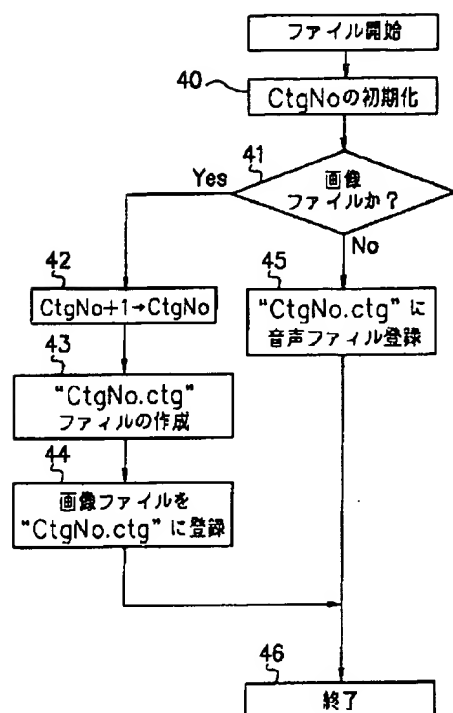 ファイル開始
40
CtgNoの初期化
41
Yes
画像
ファイルか？
No
42
CtgNo+1→CtgNo
45
"CtgNo.ctg"に
音声ファイル登録
43
"CtgNo.ctg"
ファイルの作成
44
画像ファイルを
"CtgNo.ctg"に登録
46
終了